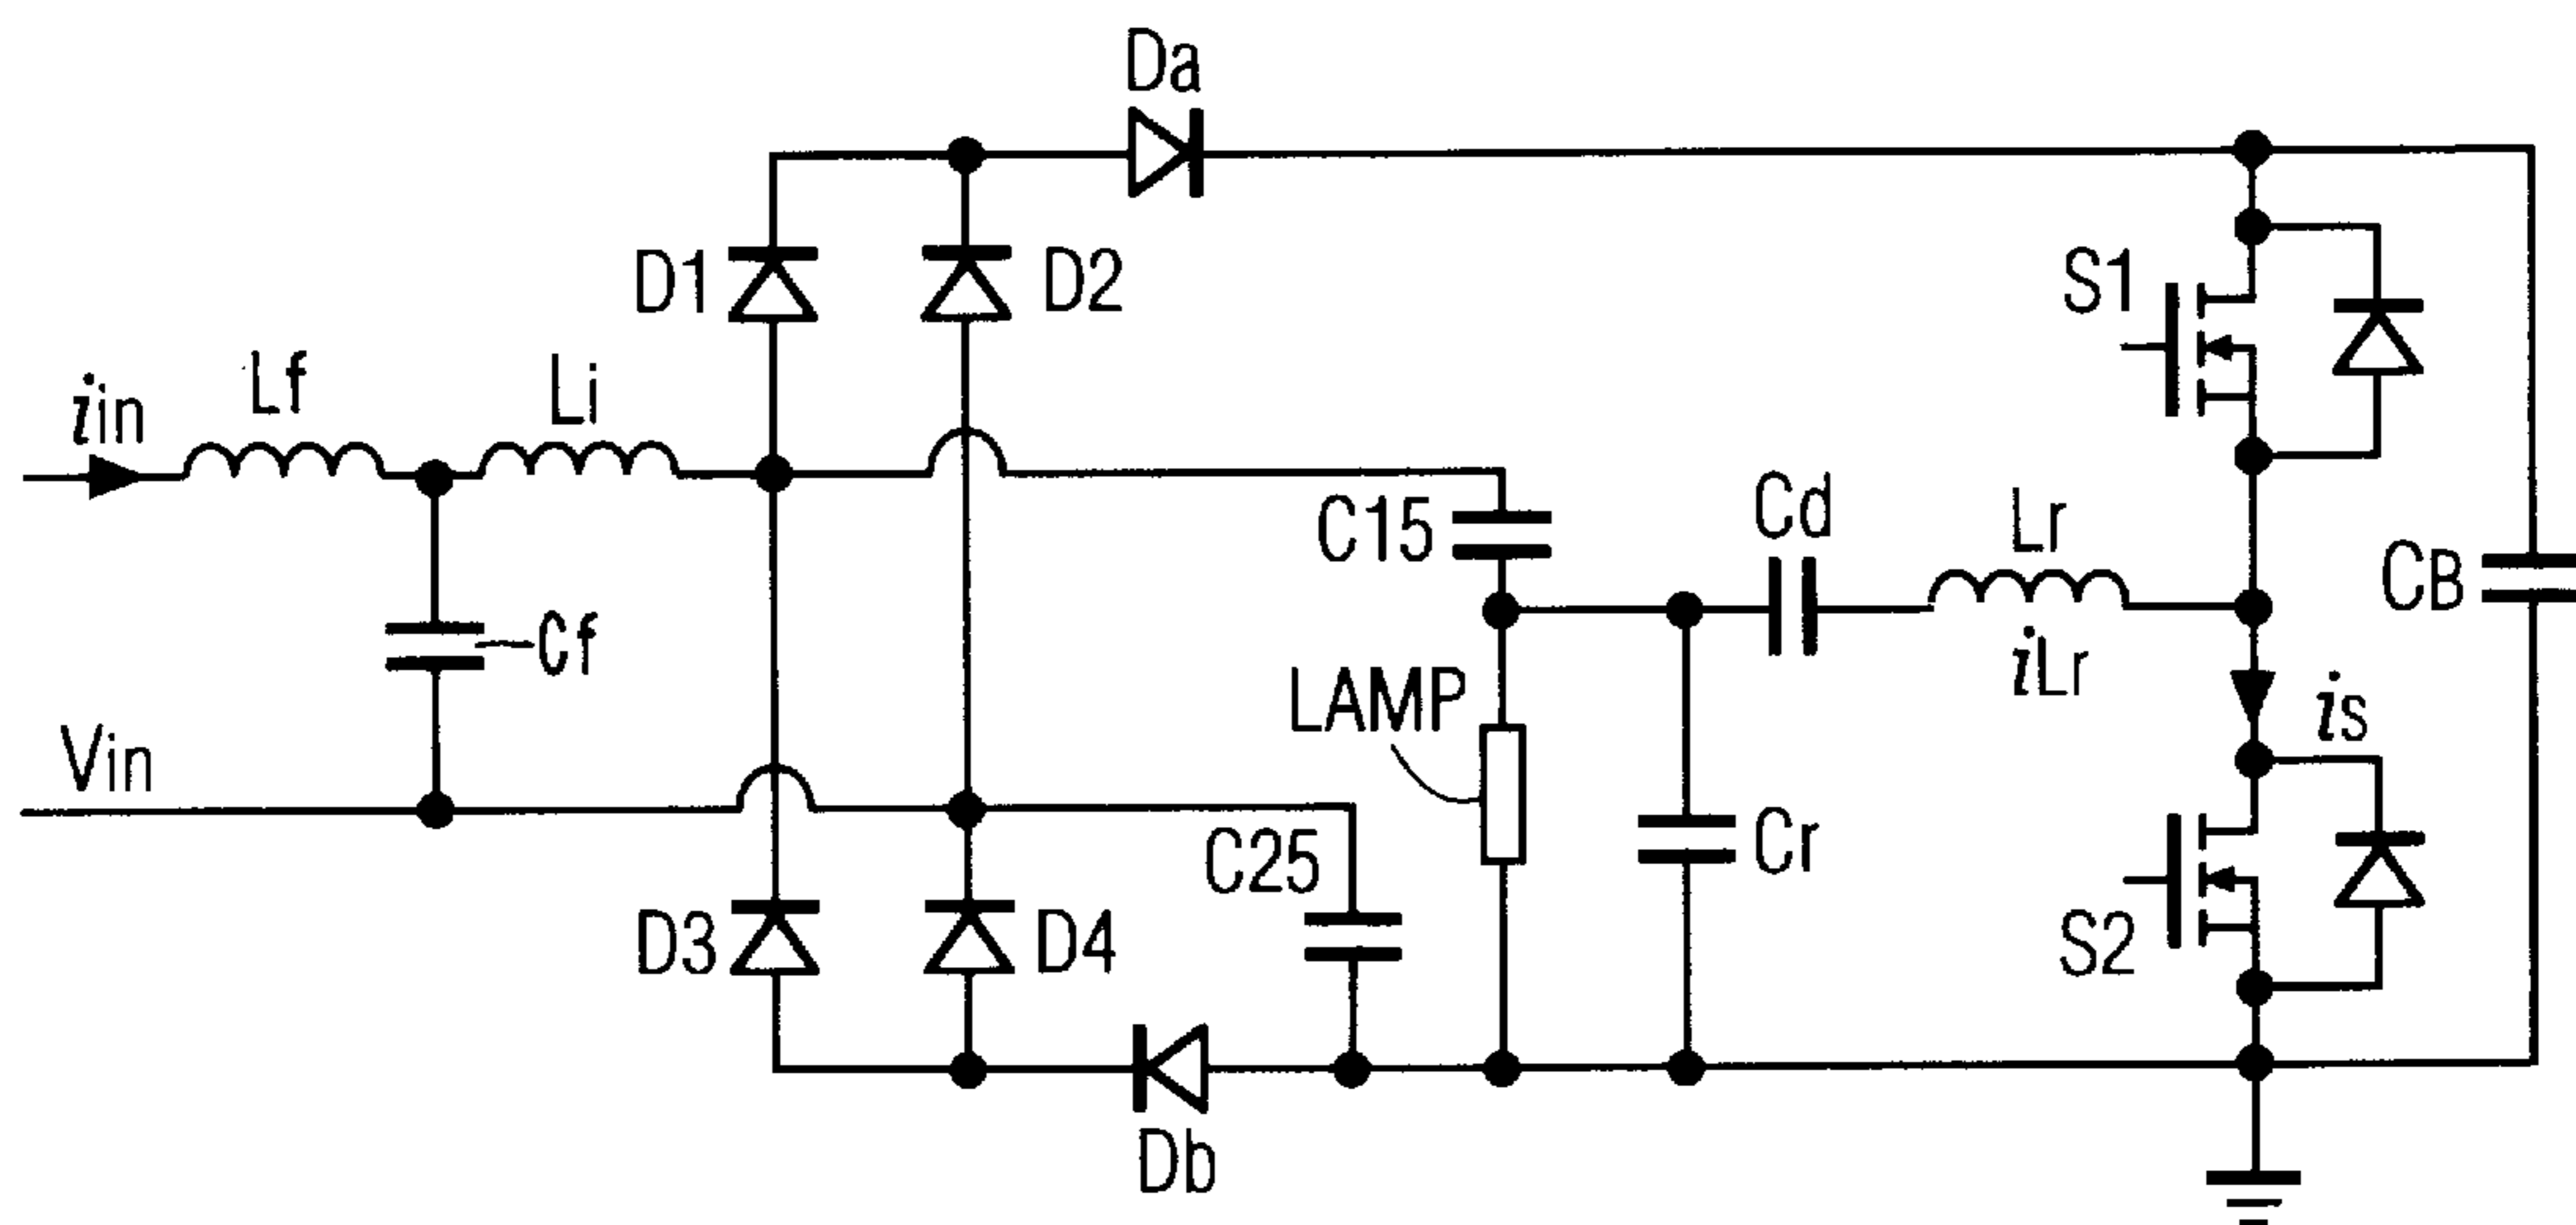 Da
D1
D2
S1
iin
Lf
Li
C15
Cd
Lr
CB
Cf
LAMP
iLr
is
Vin
C25
Cr
D3
D4
S2
Db